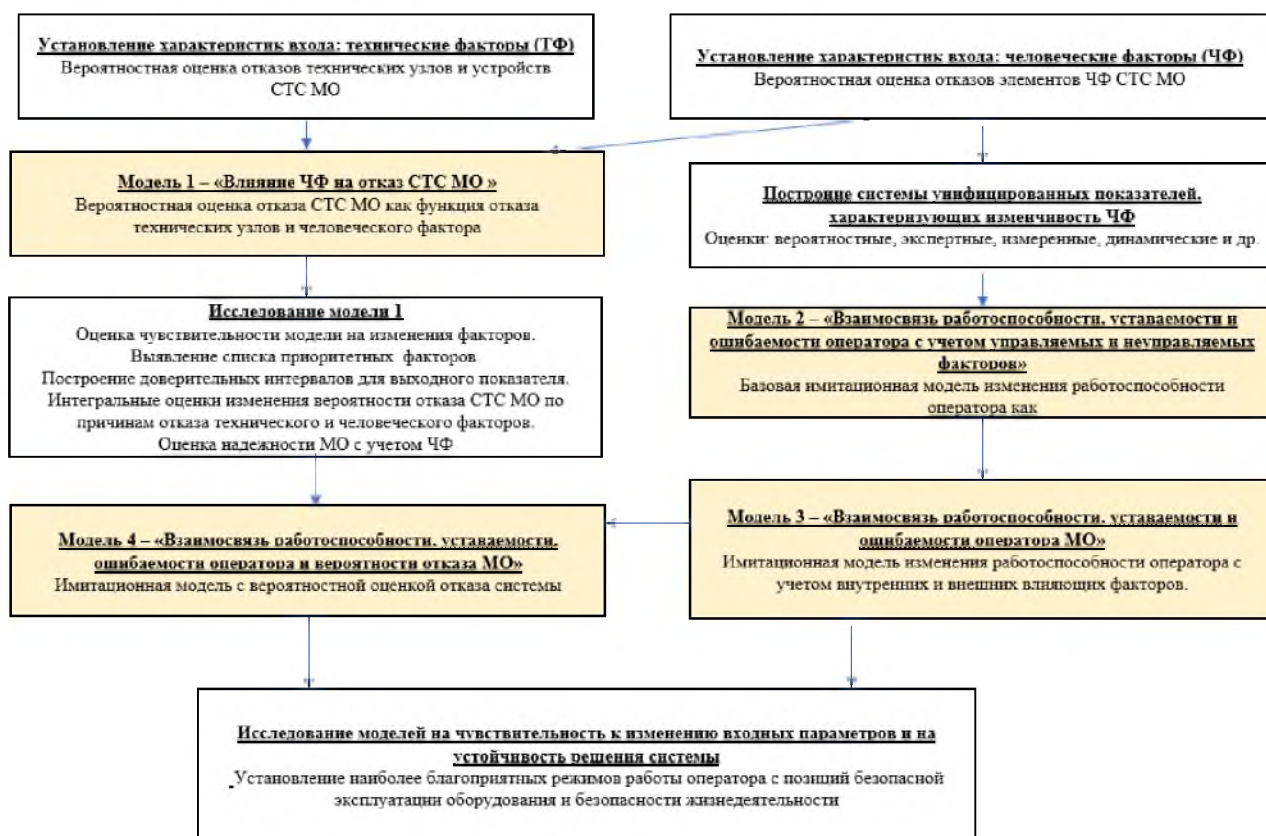 Установление характеристик входа: технические факторы (ТФ)
Вероятностная оценка отказов технических узлов и устройств
СТС МО
Установление характеристик входа: человеческие факторы (ЧФ)
Вероятностная оценка отказов элементов ЧФ СТС МО
Модель 1 – «Влияние ЧФ на отказ СТС МО »
Вероятностная оценка отказа СТС МО как функция отказа
технических узлов и человеческого фактора
Построние системы унифицированных показателей,
характеризующих изменчивость ЧФ
Оценки: вероятностные, экспертные, измеренные, динамические и др.
Исследование модели 1
Оценка чувствительности модели на изменения факторов.
Выявление списка приоритетных факторов
Построение доверительных интервалов для выходного показателя.
Интегральные оценки изменения вероятности отказа СТС МО по
причинам отказа технического и человеческого факторов.
Оценка надежности МО с учетом ЧФ
Модель 2 – «Взаимосвязь работоспособности, уставаемости и
ошибаемости оператора с учетом управляемых и неуправляемых
факторов»
Базовая имитационная модель изменения работоспособности
оператора как
Модель 4 – «Взаимосвязь работоспособности, уставаемости,
ошибаемости оператора и вероятности отказа МО»
Имитационная модель с вероятностной оценкой отказа системы
Модель 3 – «Взаимосвязь работоспособности, уставаемости и
ошибаемости оператора МО»
Имитационная модель изменения работоспособности оператора с
учетом внутренних и внешних влияющих факторов.
Исследование моделей на чувствительность к изменению входных параметров и на
устойчивость решения системы
Установление наиболее благоприятных режимов работы оператора с позиций безопасной
эксплуатации оборудования и безопасности жизнедеятельности